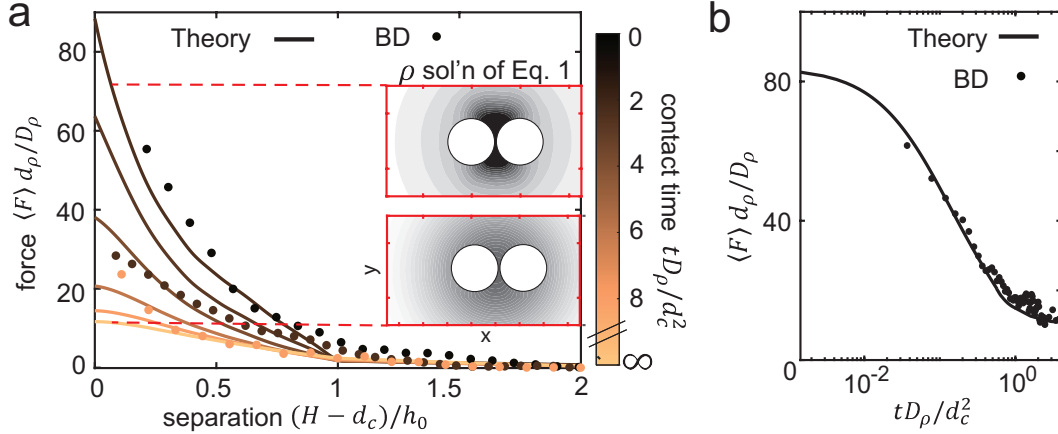 a
Theory
BD
80
60
40
20
0
force ⟨F⟩ d_ρ/D_ρ
0
0.5
1
1.5
2
separation (H − d_c)/h_0
ρ sol'n of Eq. 1
y
x
0
2
4
6
8
∞
contact time tD_ρ/d_c^2
b
Theory
BD
80
40
0
⟨F⟩ d_ρ/D_ρ
0
10^-2
10^0
tD_ρ/d_c^2